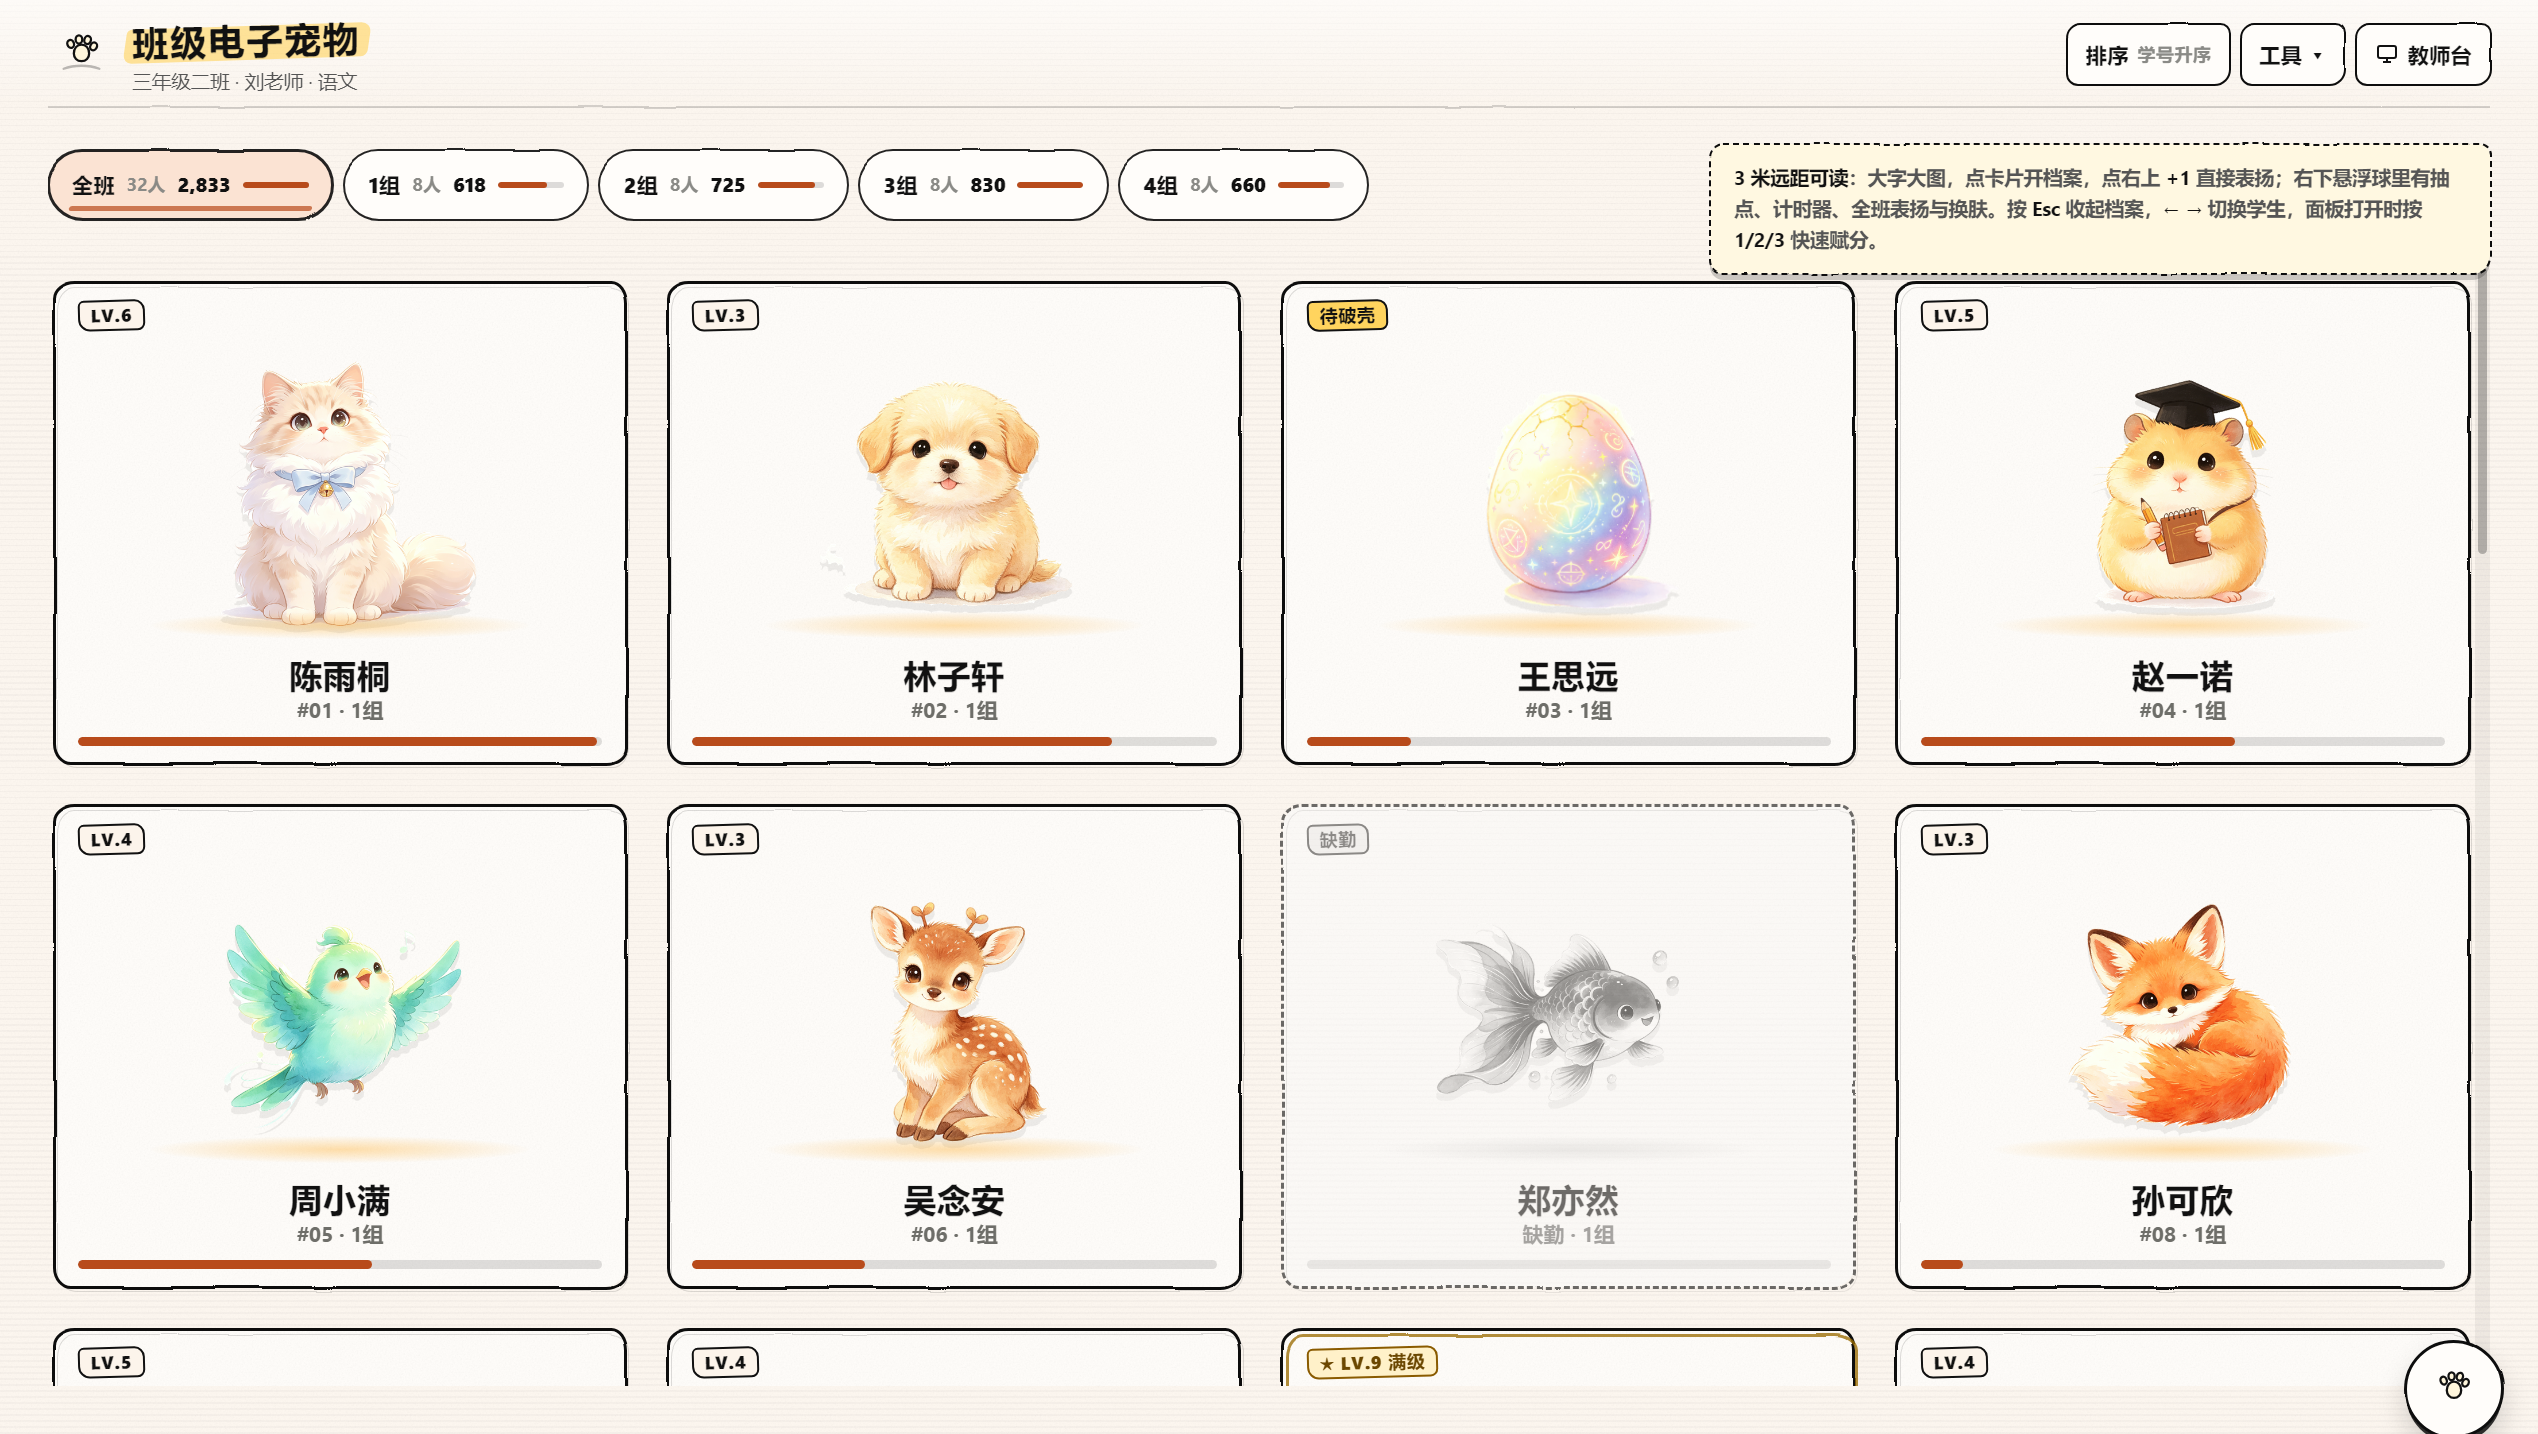 班级电子宠物
三年级二班 · 刘老师 · 语文
排序 学号升序
工具 ▾
教师台
全班 32人 2,833
1组 8人 618
2组 8人 725
3组 8人 830
4组 8人 660
3 米远距可读：大字大图，点卡片开档案，点右上 +1 直接表扬；右下悬浮球里有抽
点、计时器、全班表扬与换肤。按 Esc 收起档案，← → 切换学生，面板打开时按
1/2/3 快速赋分。
LV.6
陈雨桐
#01 · 1组
LV.3
林子轩
#02 · 1组
待破壳
王思远
#03 · 1组
LV.5
赵一诺
#04 · 1组
LV.4
周小满
#05 · 1组
LV.3
吴念安
#06 · 1组
缺勤
郑亦然
缺勤 · 1组
LV.3
孙可欣
#08 · 1组
LV.5
LV.4
★ LV.9 满级
LV.4